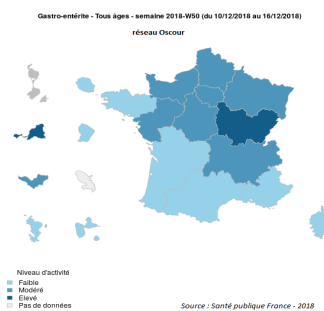 Gastro-entérite - Tous âges - semaine 2018-W50 (du 10/12/2018 au 16/12/2018)
réseau Oscour
Niveau d'activité
Faible
Modéré
Elevé
Pas de données
Source : Santé publique France - 2018